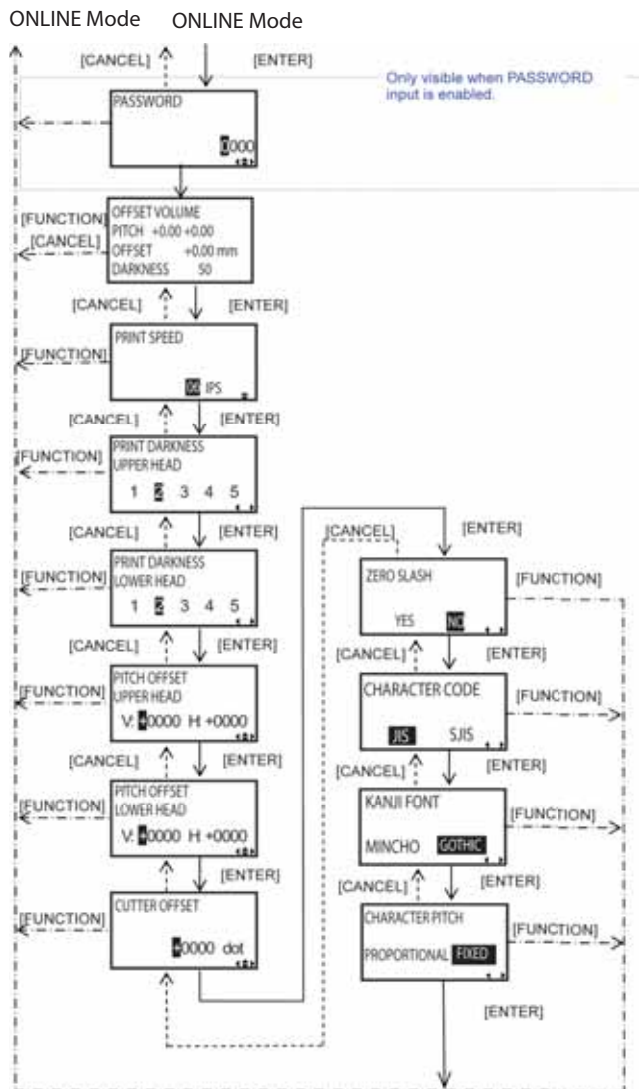 ONLINE Mode ONLINE Mode
[CANCEL] [ENTER]
Only visible when PASSWORD
input is enabled.
PASSWORD
0000
[FUNCTION]
[CANCEL]
OFFSET VOLUME
PITCH +0.00 +0.00
OFFSET +0.00 mm
DARKNESS 50
[CANCEL] [ENTER]
[FUNCTION]
PRINT SPEED
IPS
[CANCEL] [ENTER]
[FUNCTION]
PRINT DARKNESS
UPPER HEAD
1 2 3 4 5
[CANCEL] [ENTER]
[FUNCTION]
PRINT DARKNESS
LOWER HEAD
1 2 3 4 5
[CANCEL] [ENTER]
[FUNCTION]
PITCH OFFSET
UPPER HEAD
V: +0000 H +0000
[CANCEL] [ENTER]
[FUNCTION]
PITCH OFFSET
LOWER HEAD
V: +0000 H +0000
[ENTER]
[FUNCTION]
CUTTER OFFSET
+0000 dot
[CANCEL] [ENTER]
ZERO SLASH
YES NO
[FUNCTION]
[CANCEL] [ENTER]
CHARACTER CODE
JIS SJIS
[FUNCTION]
[CANCEL] [ENTER]
KANJI FONT
MINCHO GOTHIC
[FUNCTION]
[CANCEL] [ENTER]
CHARACTER PITCH
PROPORTIONAL FIXED
[FUNCTION]
[ENTER]